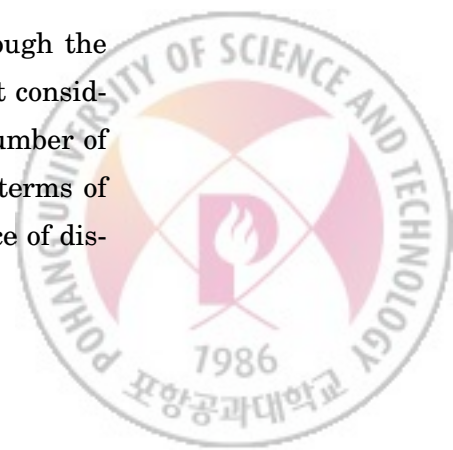 ough the
t consid-
umber of
terms of
ce of dis-
POHANG UNIVERSITY OF SCIENCE AND TECHNOLOGY
1986
포항공과대학교